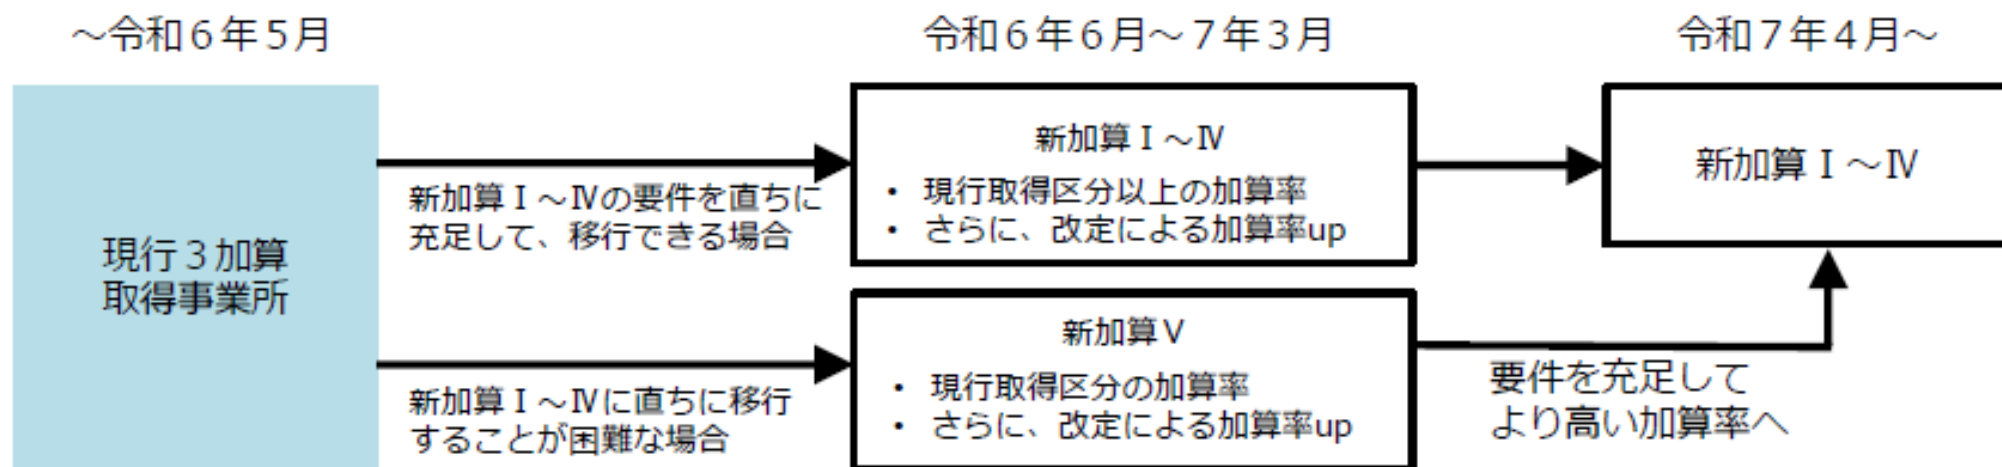 ～令和６年５月
令和６年６月～７年３月
令和７年４月～
現行３加算
取得事業所
新加算Ⅰ～Ⅳの要件を直ちに
充足して、移行できる場合
新加算Ⅰ～Ⅳに直ちに移行
することが困難な場合
新加算Ⅰ～Ⅳ
・ 現行取得区分以上の加算率
・ さらに、改定による加算率up
新加算Ⅴ
・ 現行取得区分の加算率
・ さらに、改定による加算率up
新加算Ⅰ～Ⅳ
要件を充足して
より高い加算率へ